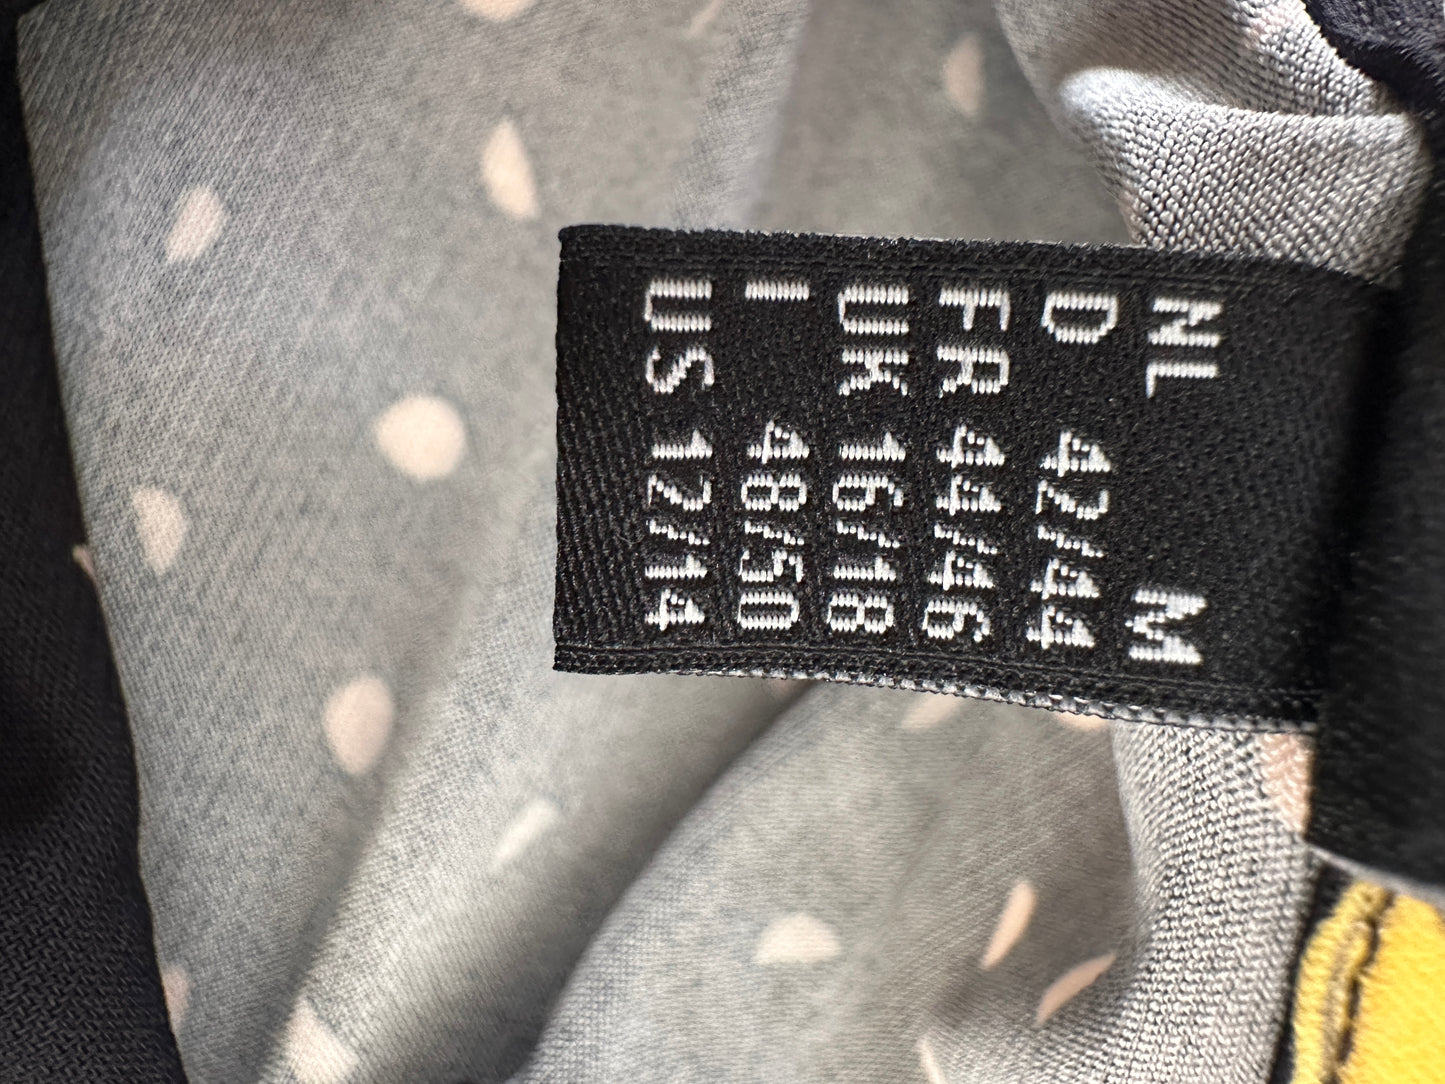 NL M
D 42/44
FR 44/46
UK 16/18
I 48/50
US 12/14